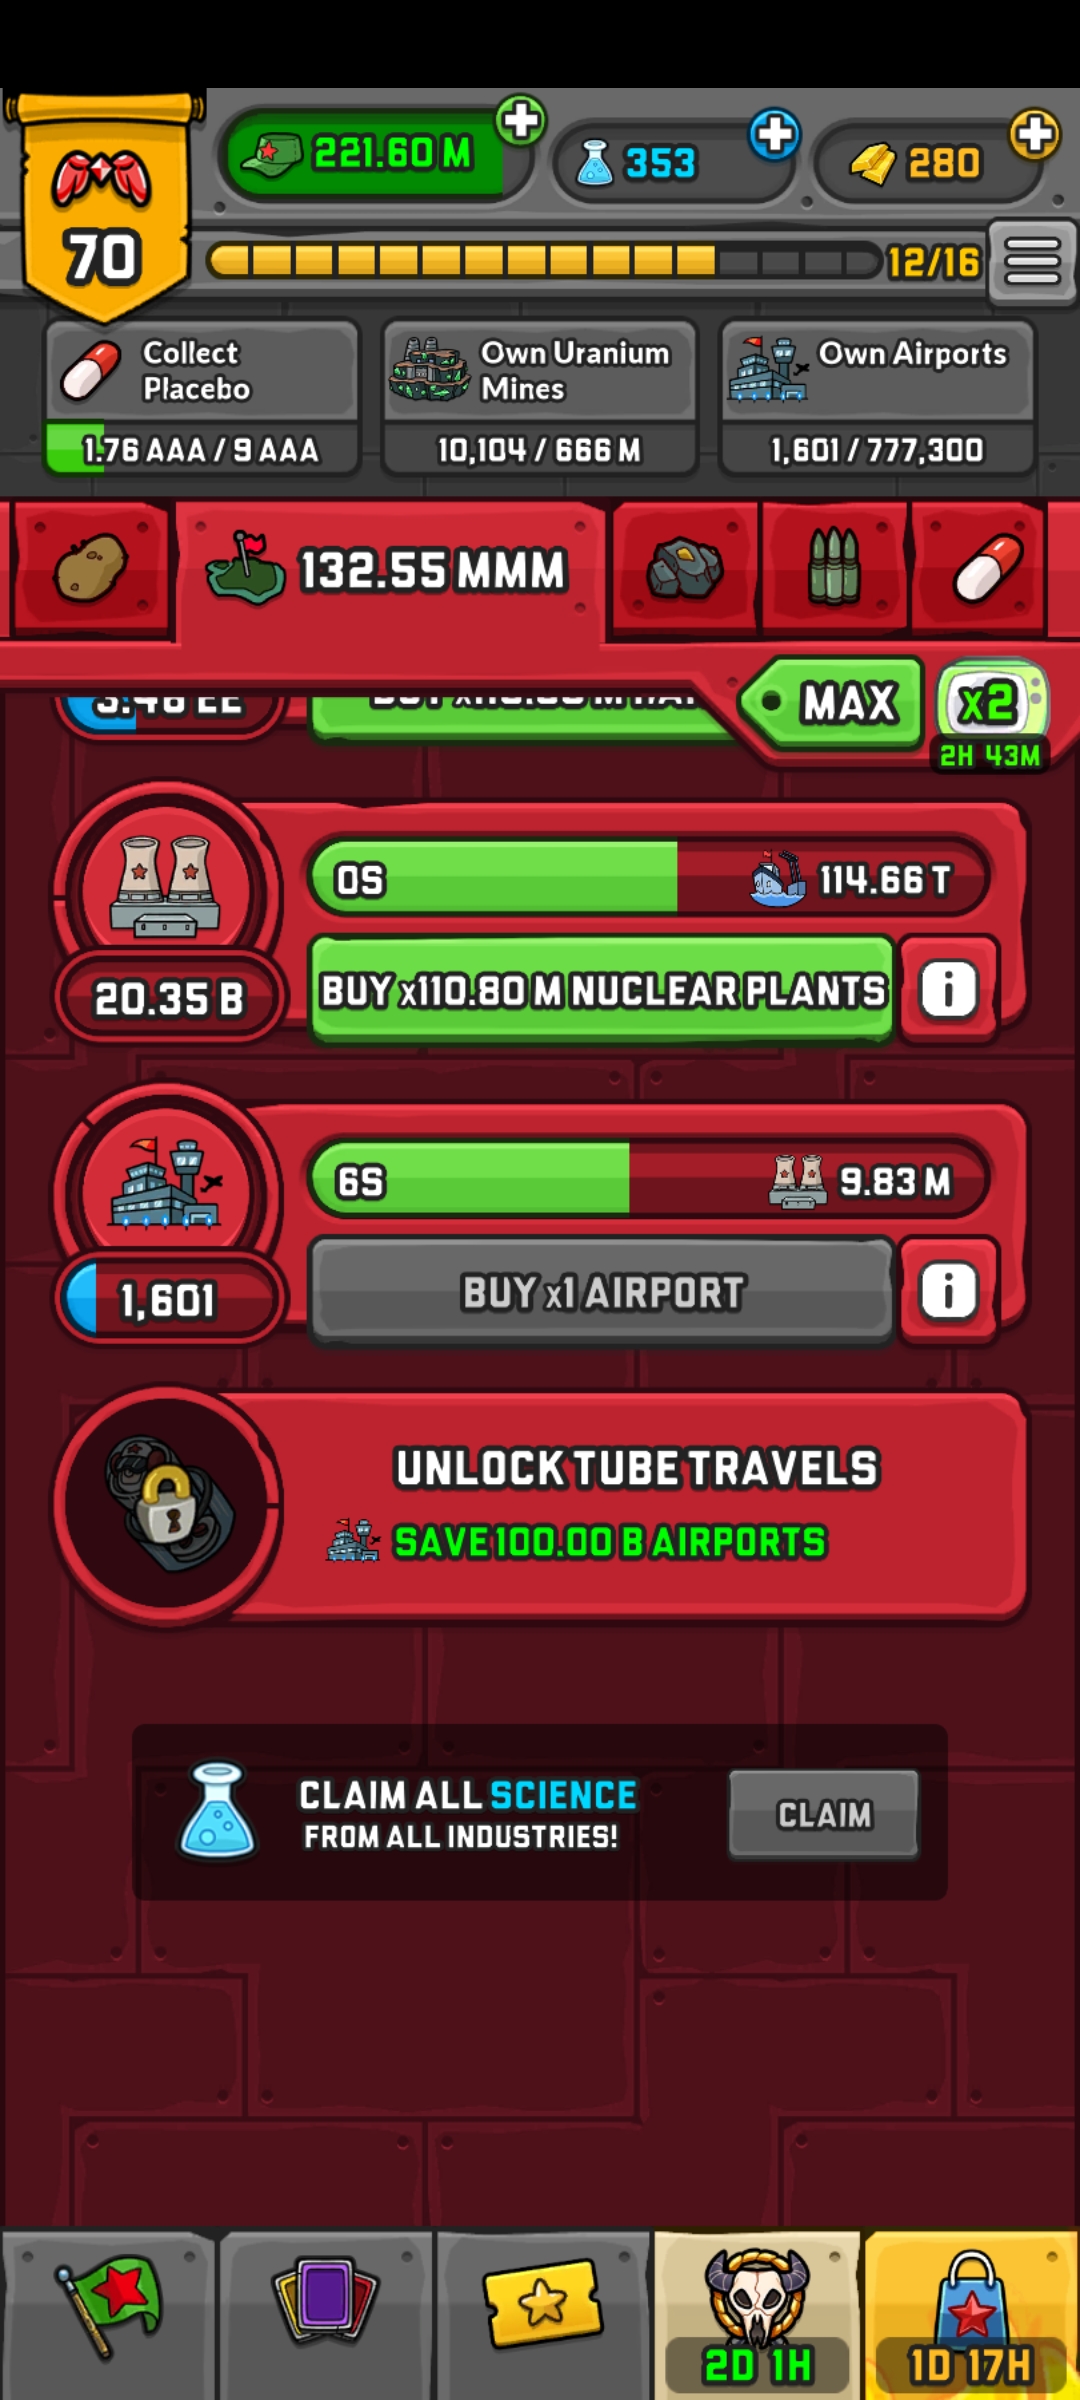 221.60 M
353
280
70
12/16
Collect
Placebo
1.76 AAA / 9 AAA
Own Uranium
Mines
10,104 / 666 M
Own Airports
1,601 / 777,300
132.55 MMM
MAX
x2
2H 43M
0S
114.66 T
20.35 B
BUY x110.80 M NUCLEAR PLANTS
i
6S
9.83 M
1,601
BUY x1 AIRPORT
i
UNLOCK TUBE TRAVELS
SAVE 100.00 B AIRPORTS
CLAIM ALL SCIENCE
FROM ALL INDUSTRIES!
CLAIM
2D 1H
1D 17H